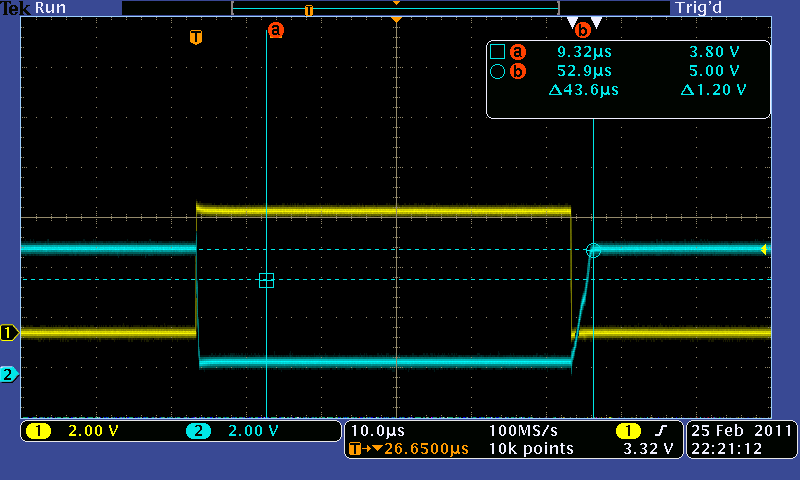 Tek Run Trig'd
T
T a b
a 9.32µs 3.80 V
b 52.9µs 5.00 V
Δ43.6µs Δ1.20 V
1
2
1 2.00 V 2 2.00 V
10.0µs 100MS/s 1
T→▼26.6500µs 10k points 3.32 V
25 Feb 2011
22:21:12